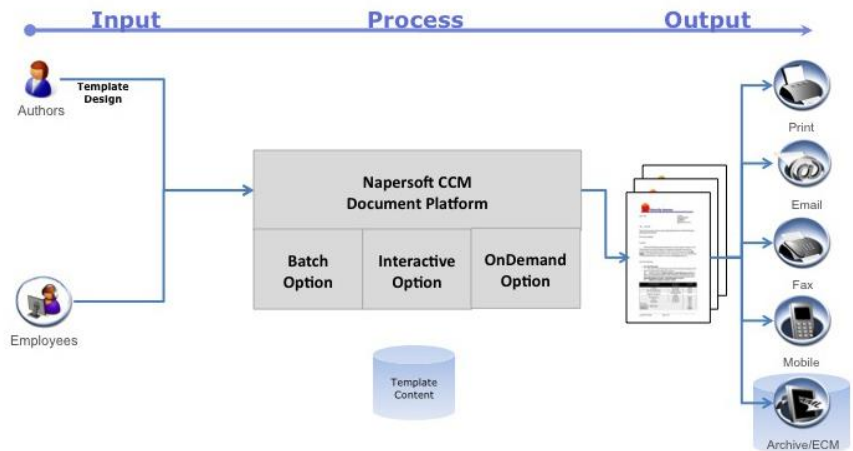 Input
Process
Output
Authors
Template
Design
Napersoft CCM
Document Platform
Batch
Option
Interactive
Option
OnDemand
Option
Employees
Template
Content
Print
Email
Fax
Mobile
Archive/ECM